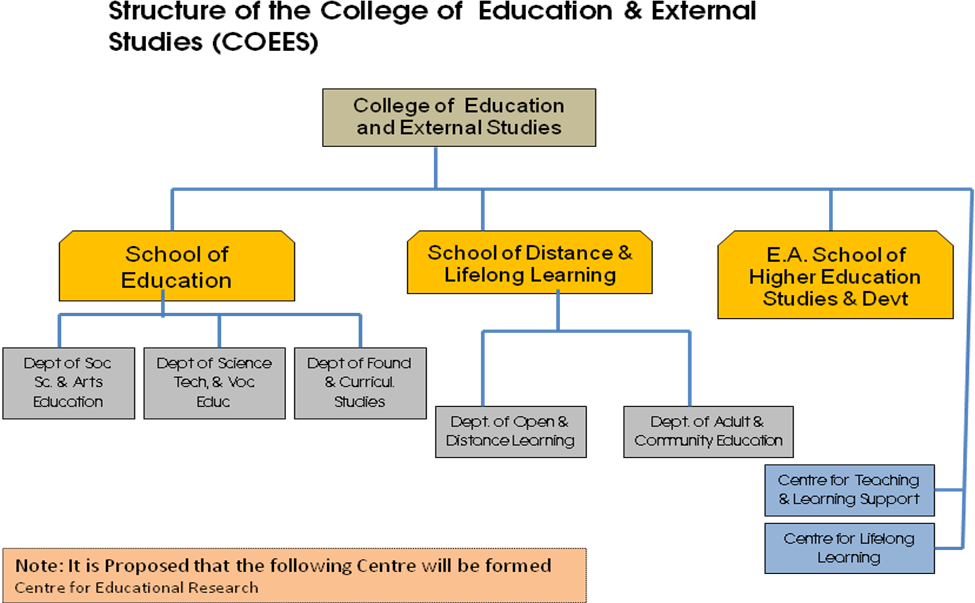 Structure of the College of Education & External
Studies (COEES)
College of Education
and External Studies
School of
Education
School of Distance &
Lifelong Learning
E.A. School of
Higher Education
Studies & Devt
Dept of Soc
Sc. & Arts
Education
Dept of Science
Tech, & Voc
Educ
Dept of Found
& Curricul.
Studies
Dept. of Open &
Distance Learning
Dept. of Adult &
Community Education
Centre for Teaching
& Learning Support
Centre for Lifelong
Learning
Note: It is Proposed that the following Centre will be formed
Centre for Educational Research